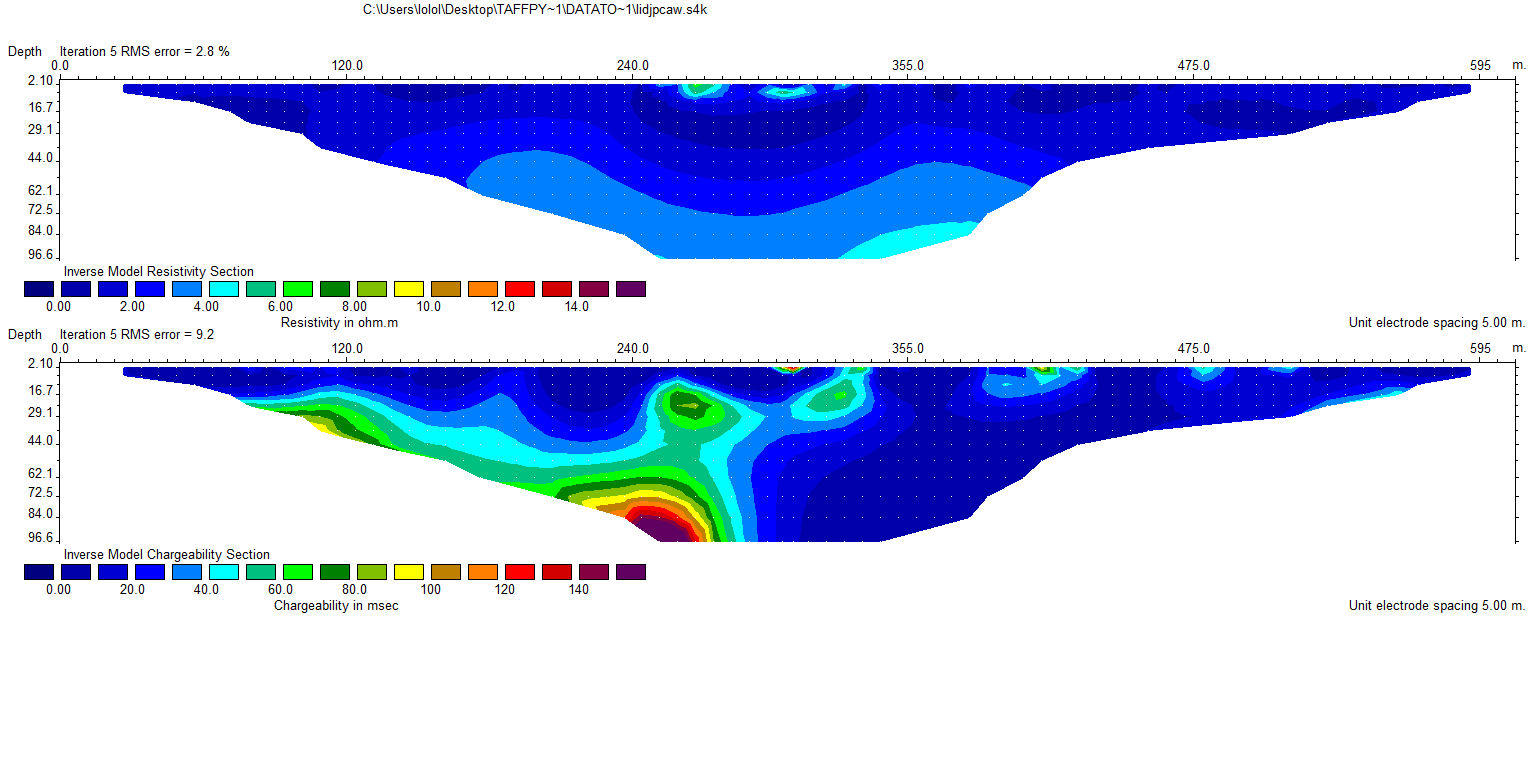 C:\Users\lolol\Desktop\TAFFPY~1\DATATO~1\lidjpcaw.s4k
Depth Iteration 5 RMS error = 2.8 %
0.0 120.0 240.0 355.0 475.0 595 m.
2.10
16.7
29.1
44.0
62.1
72.5
84.0
96.6
Inverse Model Resistivity Section
0.00 2.00 4.00 6.00 8.00 10.0 12.0 14.0
Resistivity in ohm.m
Unit electrode spacing 5.00 m.
Depth Iteration 5 RMS error = 9.2
0.0 120.0 240.0 355.0 475.0 595 m.
2.10
16.7
29.1
44.0
62.1
72.5
84.0
96.6
Inverse Model Chargeability Section
0.00 20.0 40.0 60.0 80.0 100 120 140
Chargeability in msec
Unit electrode spacing 5.00 m.